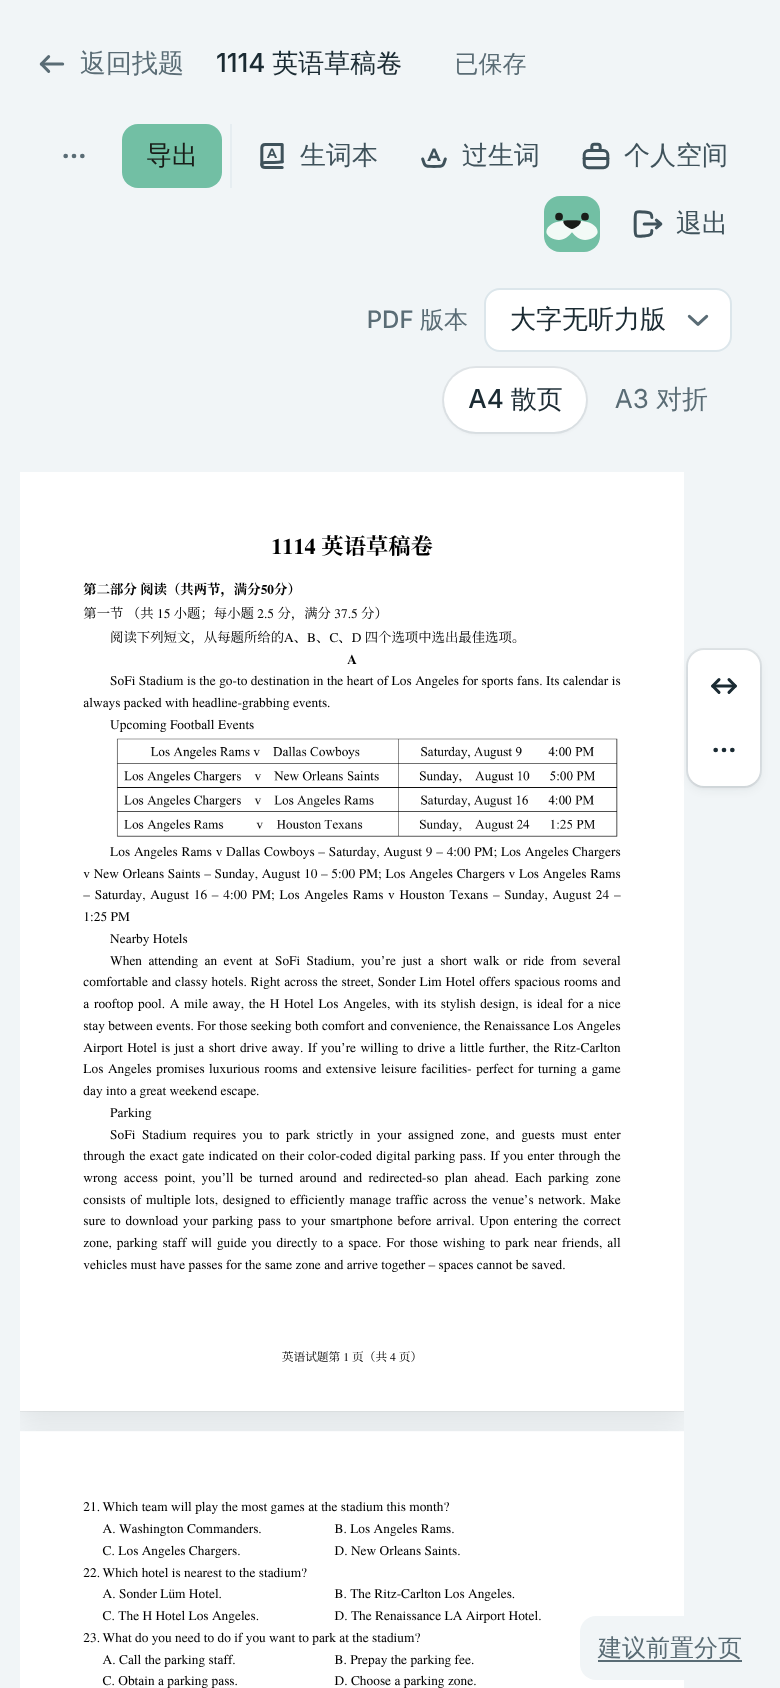 返回找题 1114 英语草稿卷 已保存
导出 生词本 过生词 个人空间
退出
PDF 版本 大字无听力版
A4 散页 A3 对折
1114 英语草稿卷
第二部分 阅读（共两节，满分50分）
第一节 （共 15 小题；每小题 2.5 分，满分 37.5 分）
阅读下列短文，从每题所给的A、B、C、D 四个选项中选出最佳选项。
A
SoFi Stadium is the go-to destination in the heart of Los Angeles for sports fans. Its calendar is
always packed with headline-grabbing events.
Upcoming Football Events
Los Angeles Rams v Dallas Cowboys Saturday, August 9 4:00 PM
Los Angeles Chargers v New Orleans Saints Sunday, August 10 5:00 PM
Los Angeles Chargers v Los Angeles Rams Saturday, August 16 4:00 PM
Los Angeles Rams v Houston Texans Sunday, August 24 1:25 PM
Los Angeles Rams v Dallas Cowboys – Saturday, August 9 – 4:00 PM; Los Angeles Chargers
v New Orleans Saints – Sunday, August 10 – 5:00 PM; Los Angeles Chargers v Los Angeles Rams
– Saturday, August 16 – 4:00 PM; Los Angeles Rams v Houston Texans – Sunday, August 24 –
1:25 PM
Nearby Hotels
When attending an event at SoFi Stadium, you’re just a short walk or ride from several
comfortable and classy hotels. Right across the street, Sonder Lim Hotel offers spacious rooms and
a rooftop pool. A mile away, the H Hotel Los Angeles, with its stylish design, is ideal for a nice
stay between events. For those seeking both comfort and convenience, the Renaissance Los Angeles
Airport Hotel is just a short drive away. If you’re willing to drive a little further, the Ritz-Carlton
Los Angeles promises luxurious rooms and extensive leisure facilities- perfect for turning a game
day into a great weekend escape.
Parking
SoFi Stadium requires you to park strictly in your assigned zone, and guests must enter
through the exact gate indicated on their color-coded digital parking pass. If you enter through the
wrong access point, you’ll be turned around and redirected-so plan ahead. Each parking zone
consists of multiple lots, designed to efficiently manage traffic across the venue’s network. Make
sure to download your parking pass to your smartphone before arrival. Upon entering the correct
zone, parking staff will guide you directly to a space. For those wishing to park near friends, all
vehicles must have passes for the same zone and arrive together – spaces cannot be saved.
英语试题第 1 页（共 4 页）
21. Which team will play the most games at the stadium this month?
A. Washington Commanders. B. Los Angeles Rams.
C. Los Angeles Chargers. D. New Orleans Saints.
22. Which hotel is nearest to the stadium?
A. Sonder Lüm Hotel. B. The Ritz-Carlton Los Angeles.
C. The H Hotel Los Angeles. D. The Renaissance LA Airport Hotel.
23. What do you need to do if you want to park at the stadium?
A. Call the parking staff. B. Prepay the parking fee.
C. Obtain a parking pass. D. Choose a parking zone.
建议前置分页